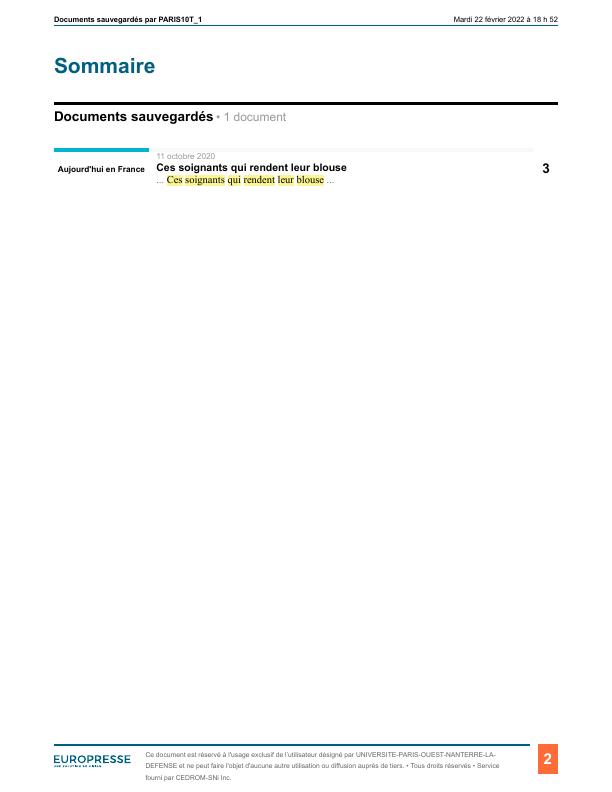 Documents sauvegardés par PARIS10T_1
Mardi 22 février 2022 à 18 h 52
Sommaire
Documents sauvegardés • 1 document
11 octobre 2020
Aujourd'hui en France
Ces soignants qui rendent leur blouse
3
... Ces soignants qui rendent leur blouse ...
EUROPRESSE
Ce document est réservé à l'usage exclusif de l'utilisateur désigné par UNIVERSITE-PARIS-OUEST-NANTERRE-LA-
DEFENSE et ne peut faire l'objet d'aucune autre utilisation ou diffusion auprès de tiers. • Tous droits réservés • Service
fourni par CEDROM-SNi Inc.
2